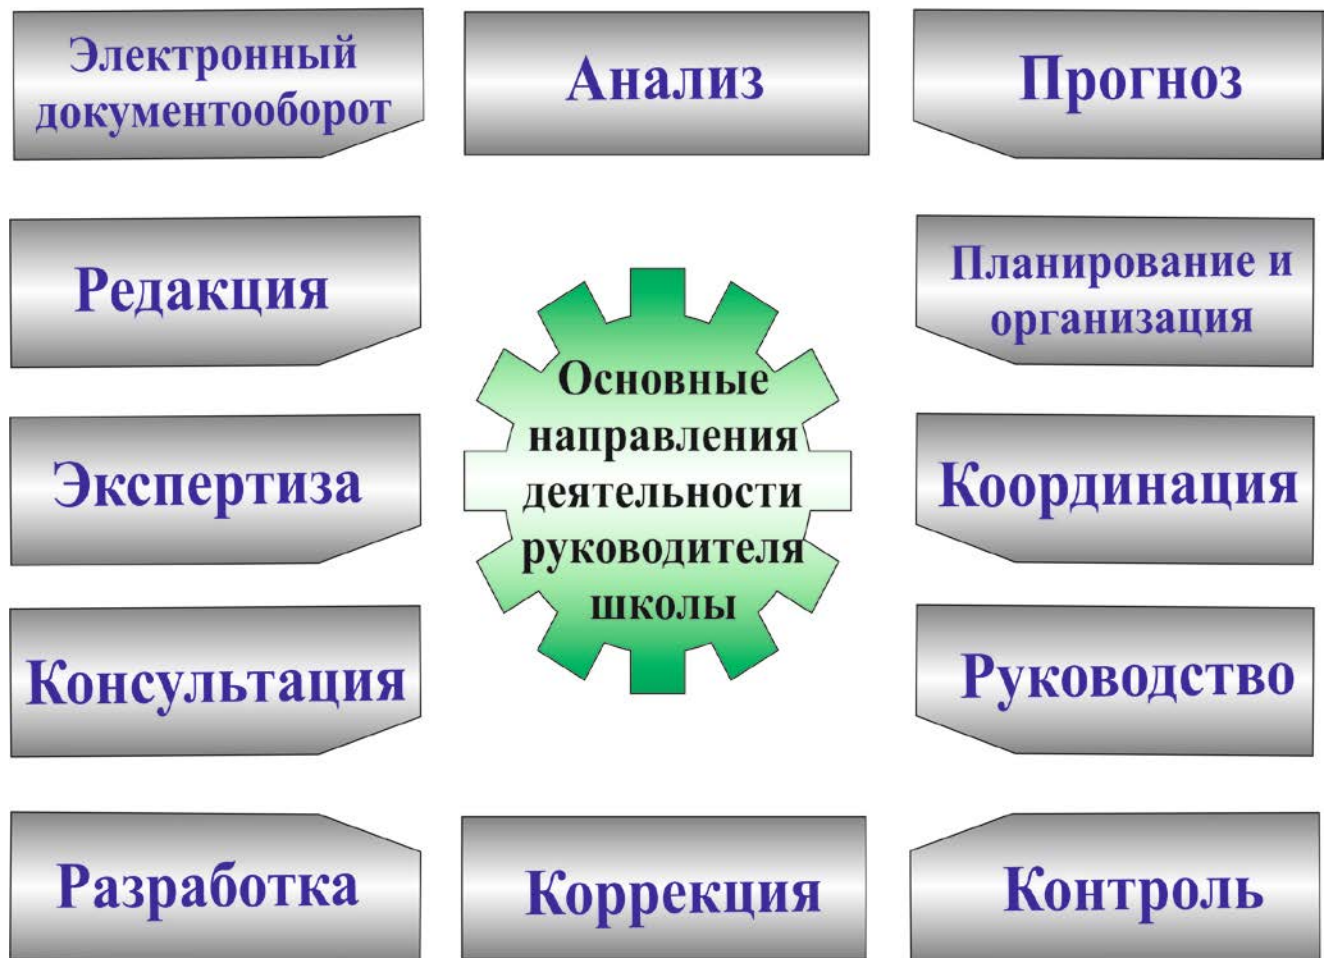 Электронный
документооборот
Анализ
Прогноз
Редакция
Планирование и
организация
Основные
направления
деятельности
руководителя
школы
Экспертиза
Координация
Консультация
Руководство
Разработка
Коррекция
Контроль